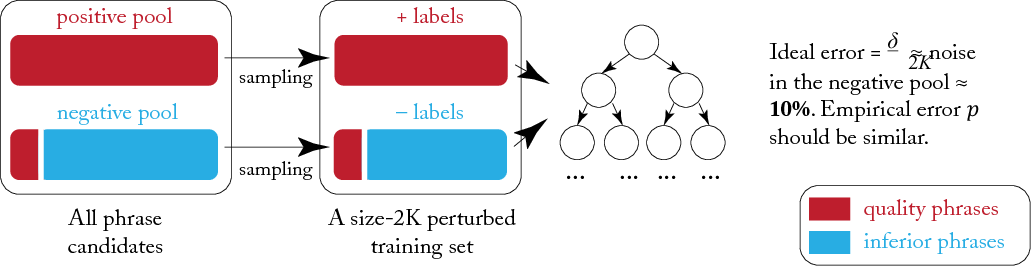 positive pool
+ labels
sampling
negative pool
− labels
sampling
All phrase
candidates
A size-2K perturbed
training set
... ... ... ...
Ideal error = δ/2K ≈ noise
in the negative pool ≈
10%. Empirical error p
should be similar.
quality phrases
inferior phrases